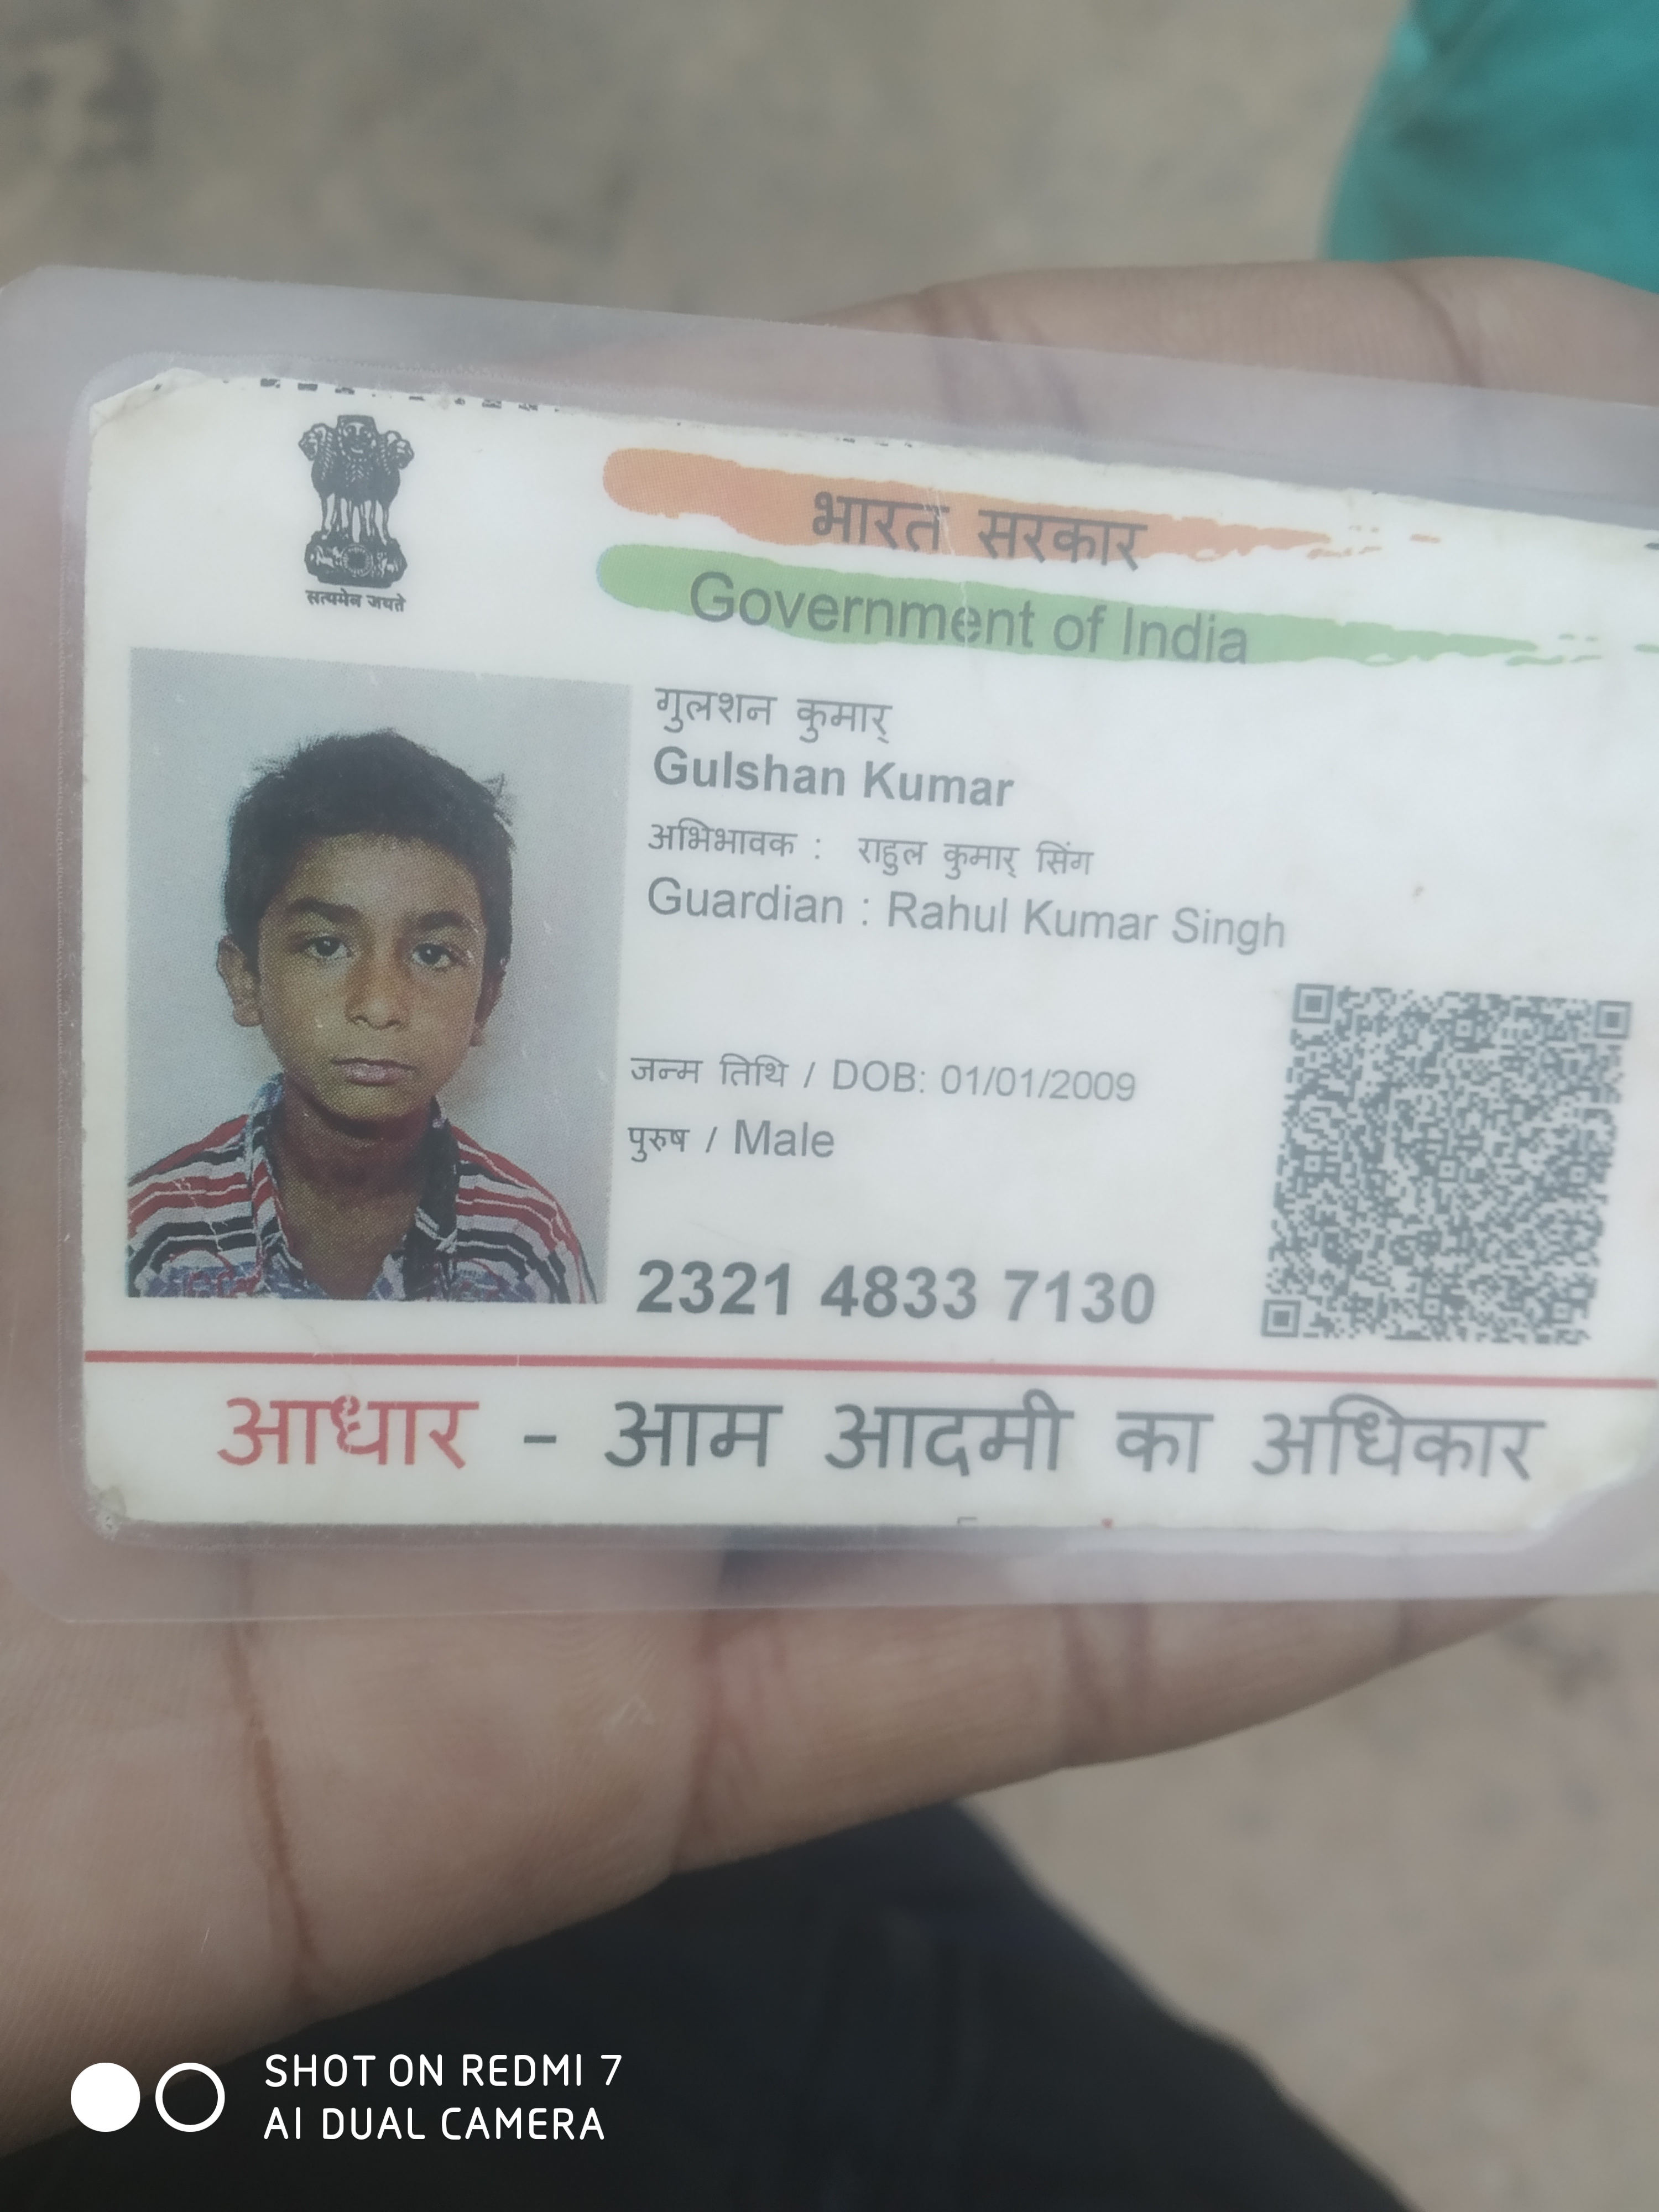 सत्यमेव जयते
भारत सरकार
Government of India
गुलशन कुमार्
Gulshan Kumar
अभिभावक : राहुल कुमार् सिंग
Guardian : Rahul Kumar Singh
जन्म तिथि / DOB: 01/01/2009
पुरुष / Male
2321 4833 7130
आधार - आम आदमी का अधिकार
SHOT ON REDMI 7
AI DUAL CAMERA